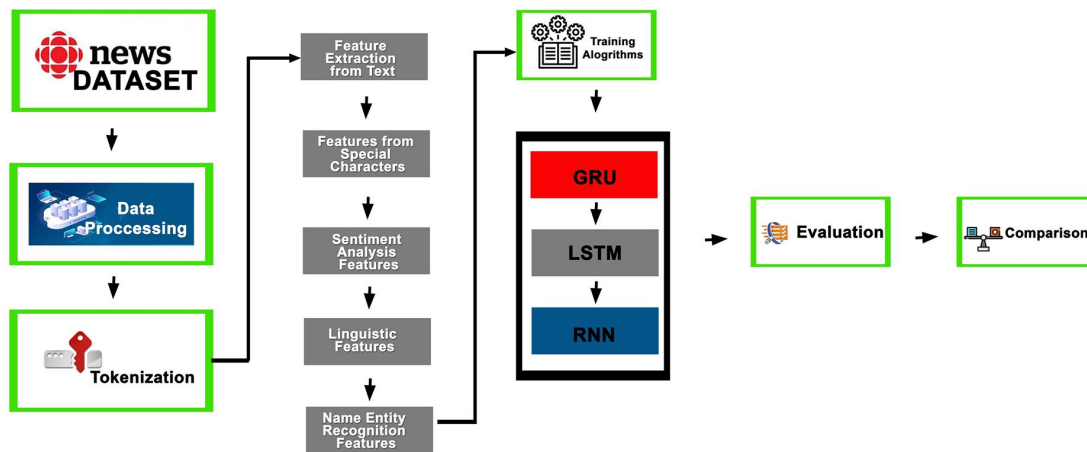 news
DATASET
Data
Proccessing
Tokenization
Feature
Extraction
from Text
Features from
Special
Characters
Sentiment
Analysis
Features
Linguistic
Features
Name Entity
Recognition
Features
Training
Alogrithms
GRU
LSTM
RNN
Evaluation
Comparison